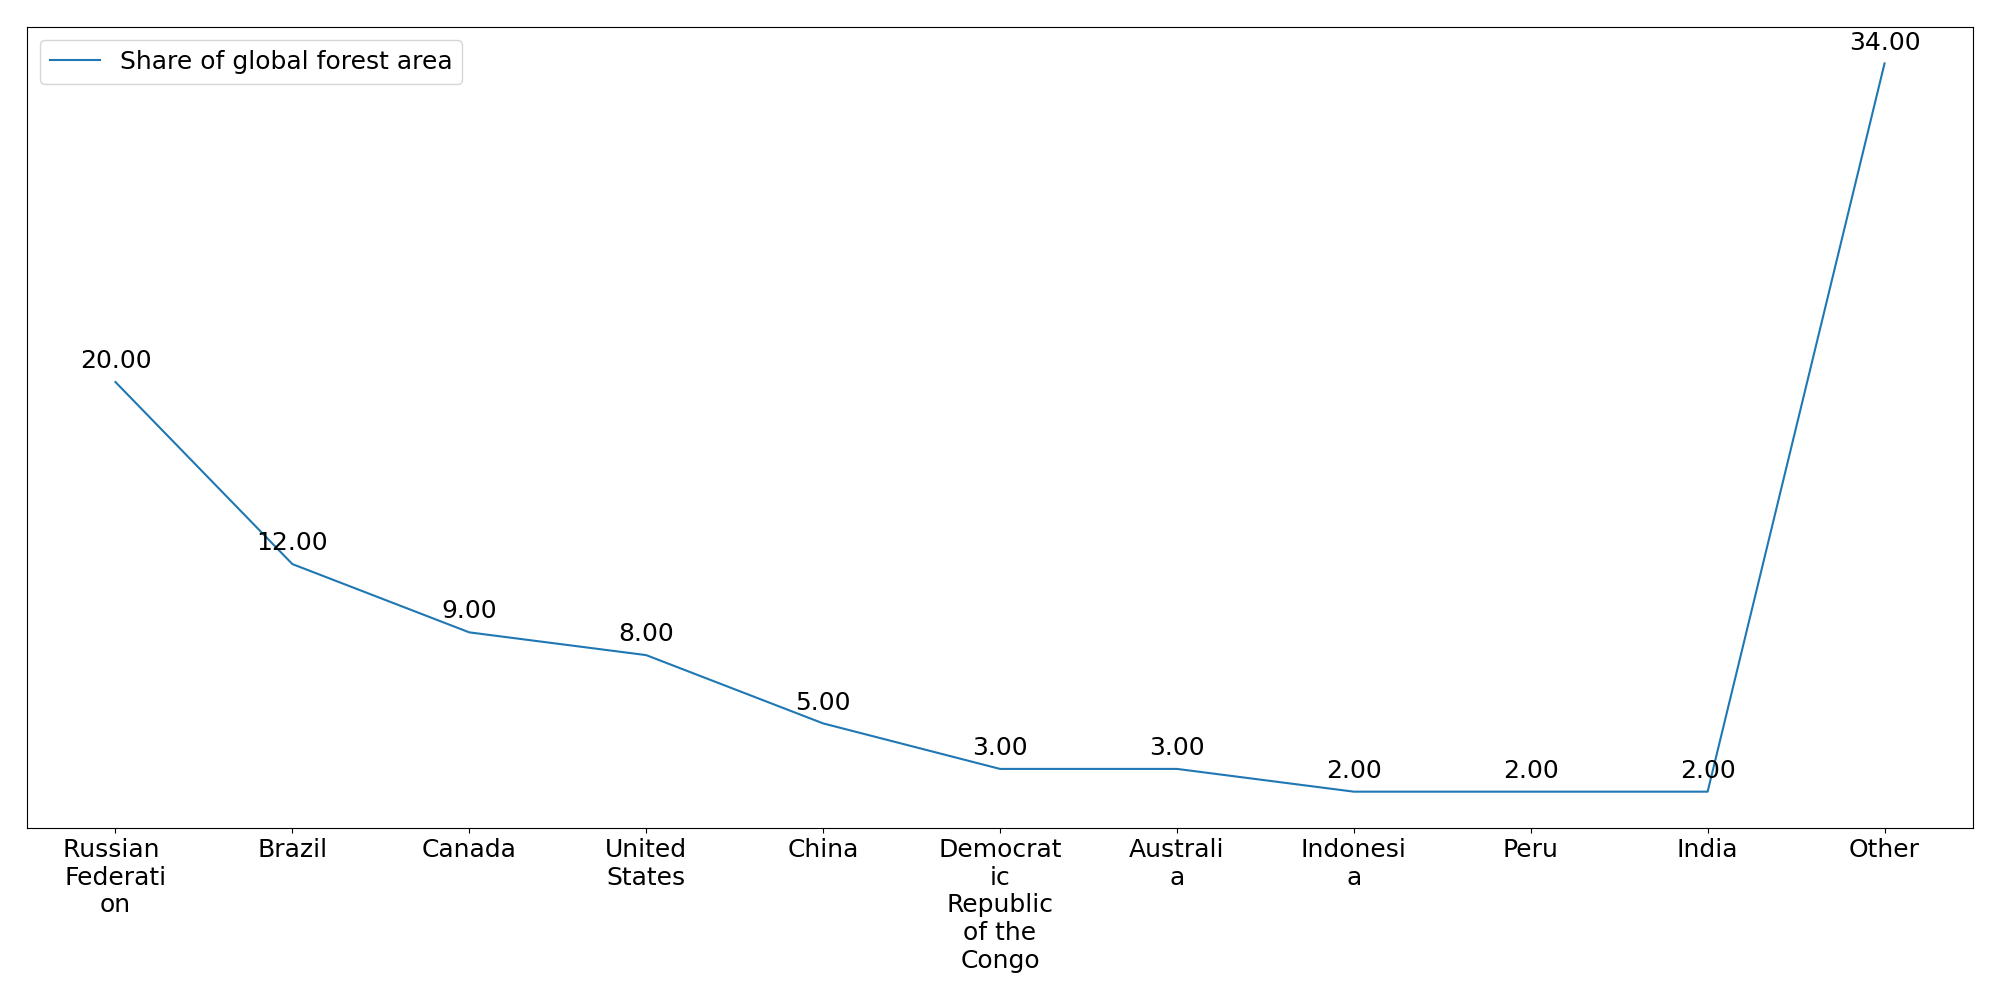 Share of global forest area
34.00
20.00
12.00
9.00
8.00
5.00
3.00
3.00
2.00
2.00
2.00
Russian
Federati
on
Brazil
Canada
United
States
China
Democrat
ic
Republic
of the
Congo
Australi
a
Indonesi
a
Peru
India
Other